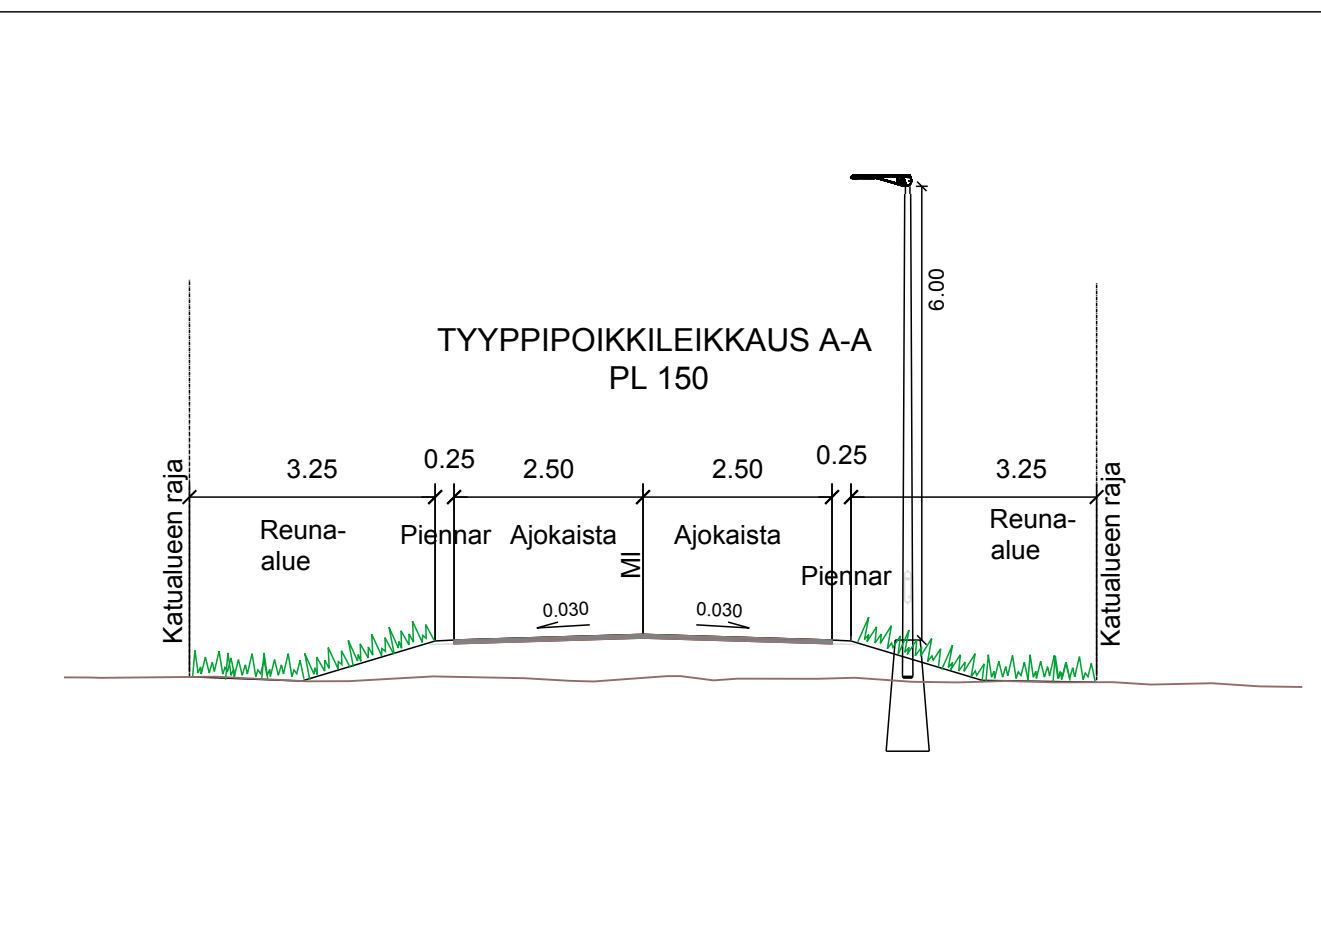 6.00
TYYPPIPOIKKILEIKKAUS A-A
PL 150
3.25
0.25
2.50
2.50
0.25
3.25
Katualueen raja
Reuna-
alue
Piennar
Ajokaista
MI
Ajokaista
Piennar
Reuna-
alue
Katualueen raja
0.030
0.030